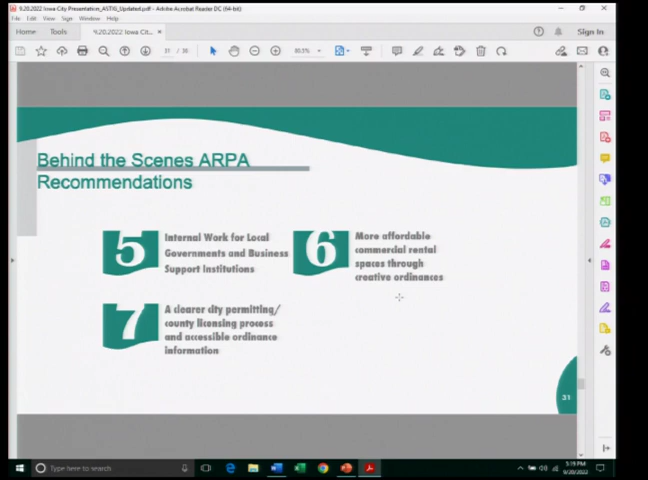 9.20.2022 Iowa City Presentation_ASTIG_Updated.pdf - Adobe Acrobat Reader DC (64-bit)
File Edit View Sign Window Help
Home Tools 9.20.2022 Iowa Cit... × Sign In
31 80.5%
Behind the Scenes ARPA
Recommendations
5
Internal Work for Local
Governments and Business
Support Institutions
6
More affordable
commercial rental
spaces through
creative ordinances
7
A clearer city permitting/
county licensing process
and accessible ordinance
information
31
Type here to search
5:19 PM
9/20/2022